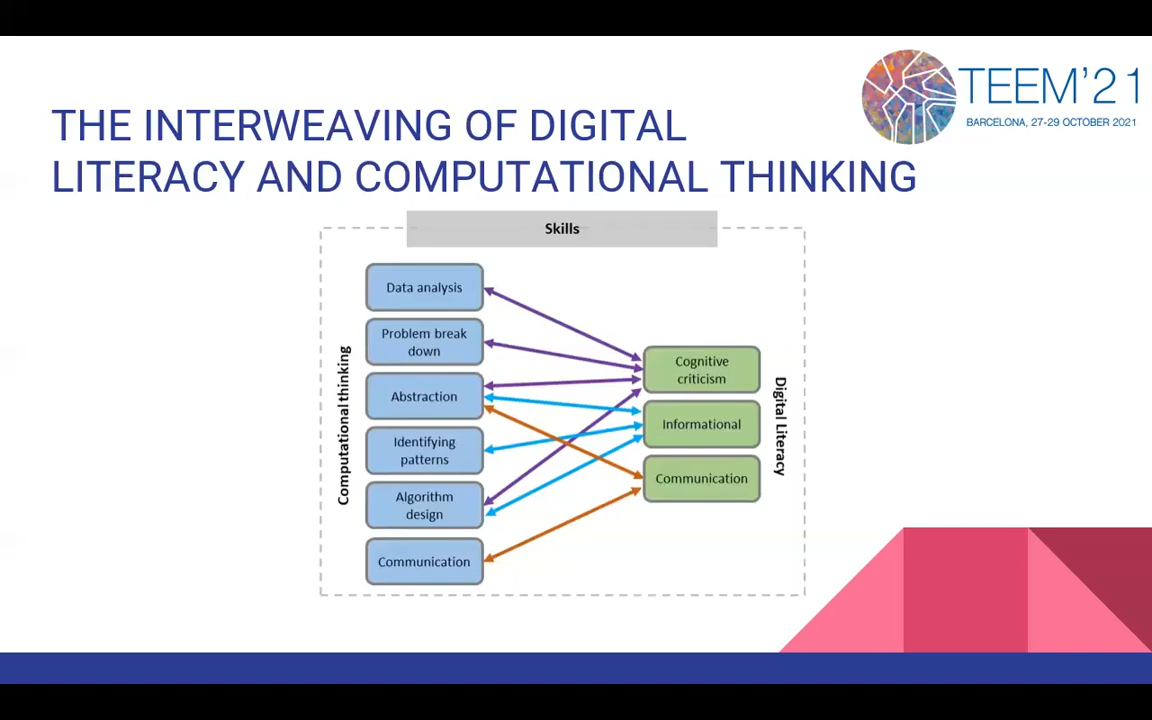 TEEM'21
BARCELONA, 27-29 OCTOBER 2021
THE INTERWEAVING OF DIGITAL
LITERACY AND COMPUTATIONAL THINKING
Skills
Computational thinking
Data analysis
Problem break
down
Abstraction
Identifying
patterns
Algorithm
design
Communication
Cognitive
criticism
Informational
Communication
Digital Literacy